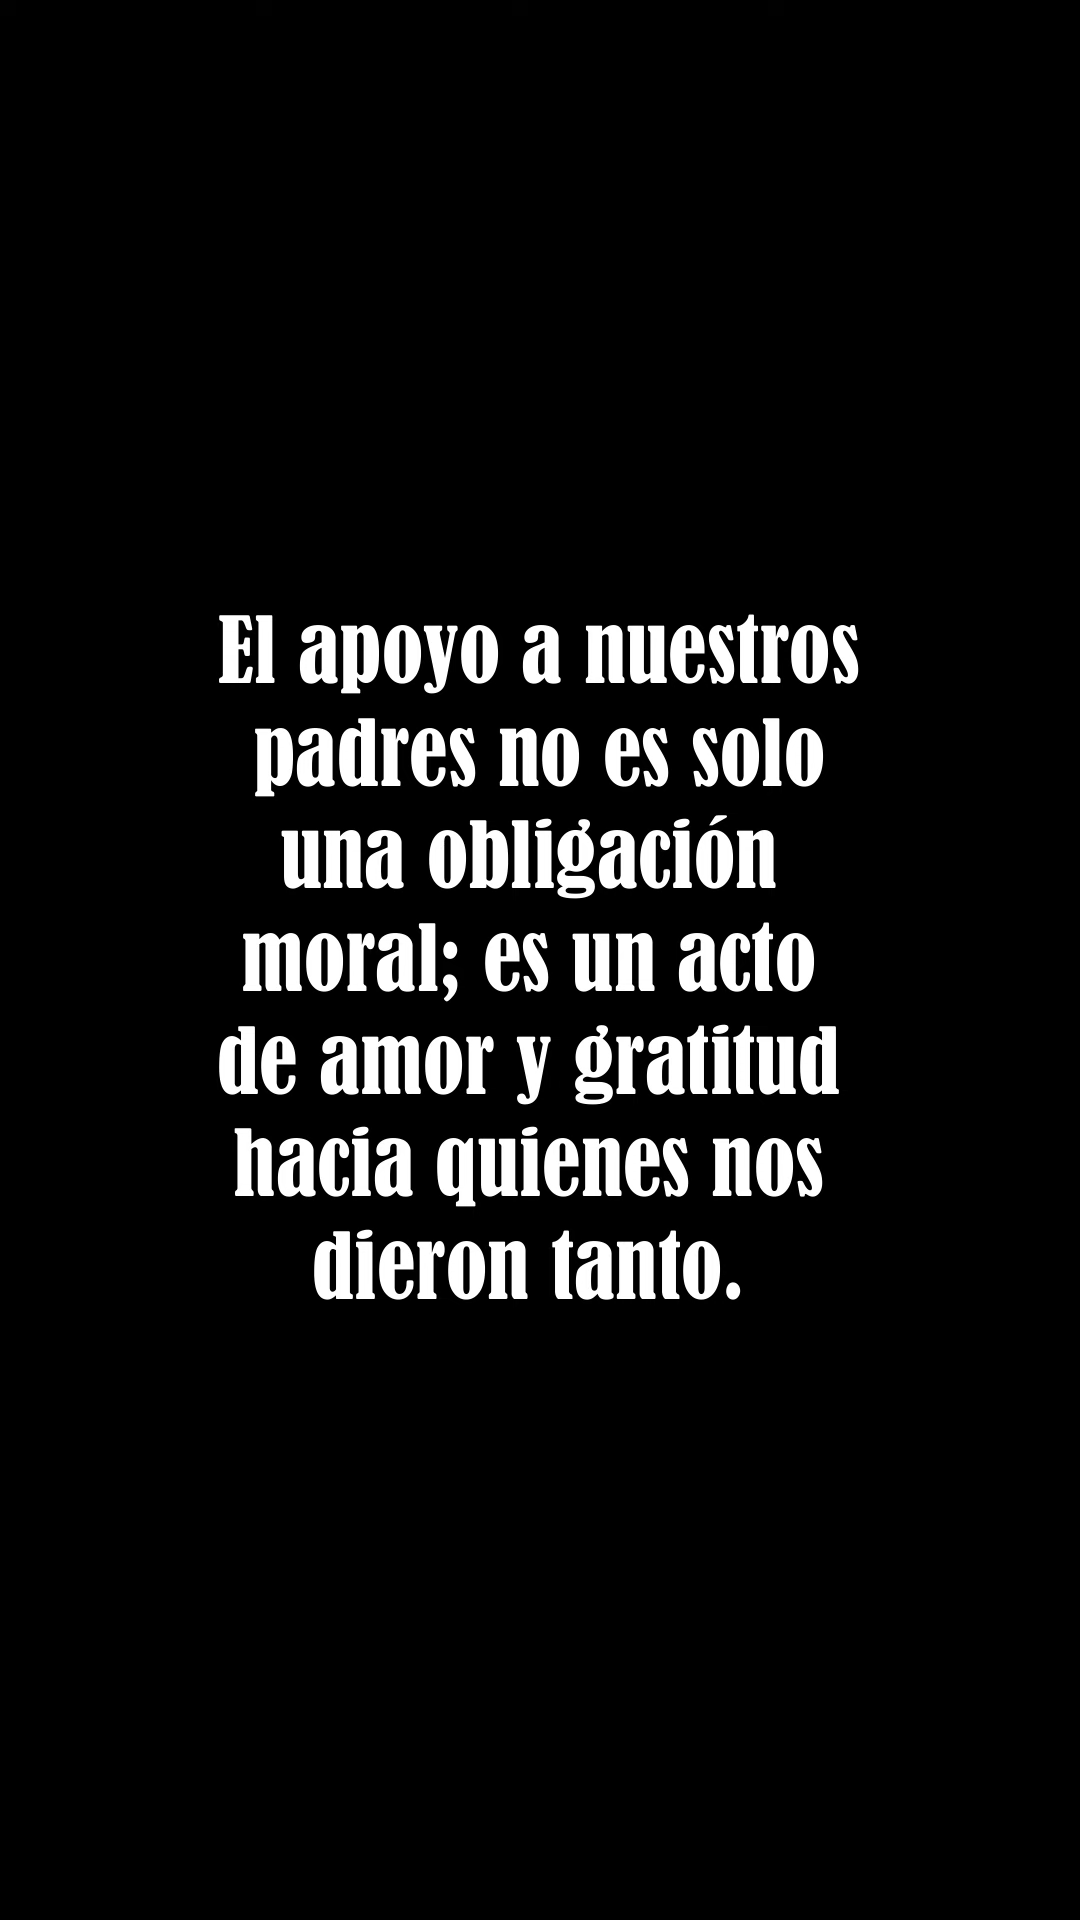 El apoyo a nuestros
padres no es solo
una obligación
moral; es un acto
de amor y gratitud
hacia quienes nos
dieron tanto.